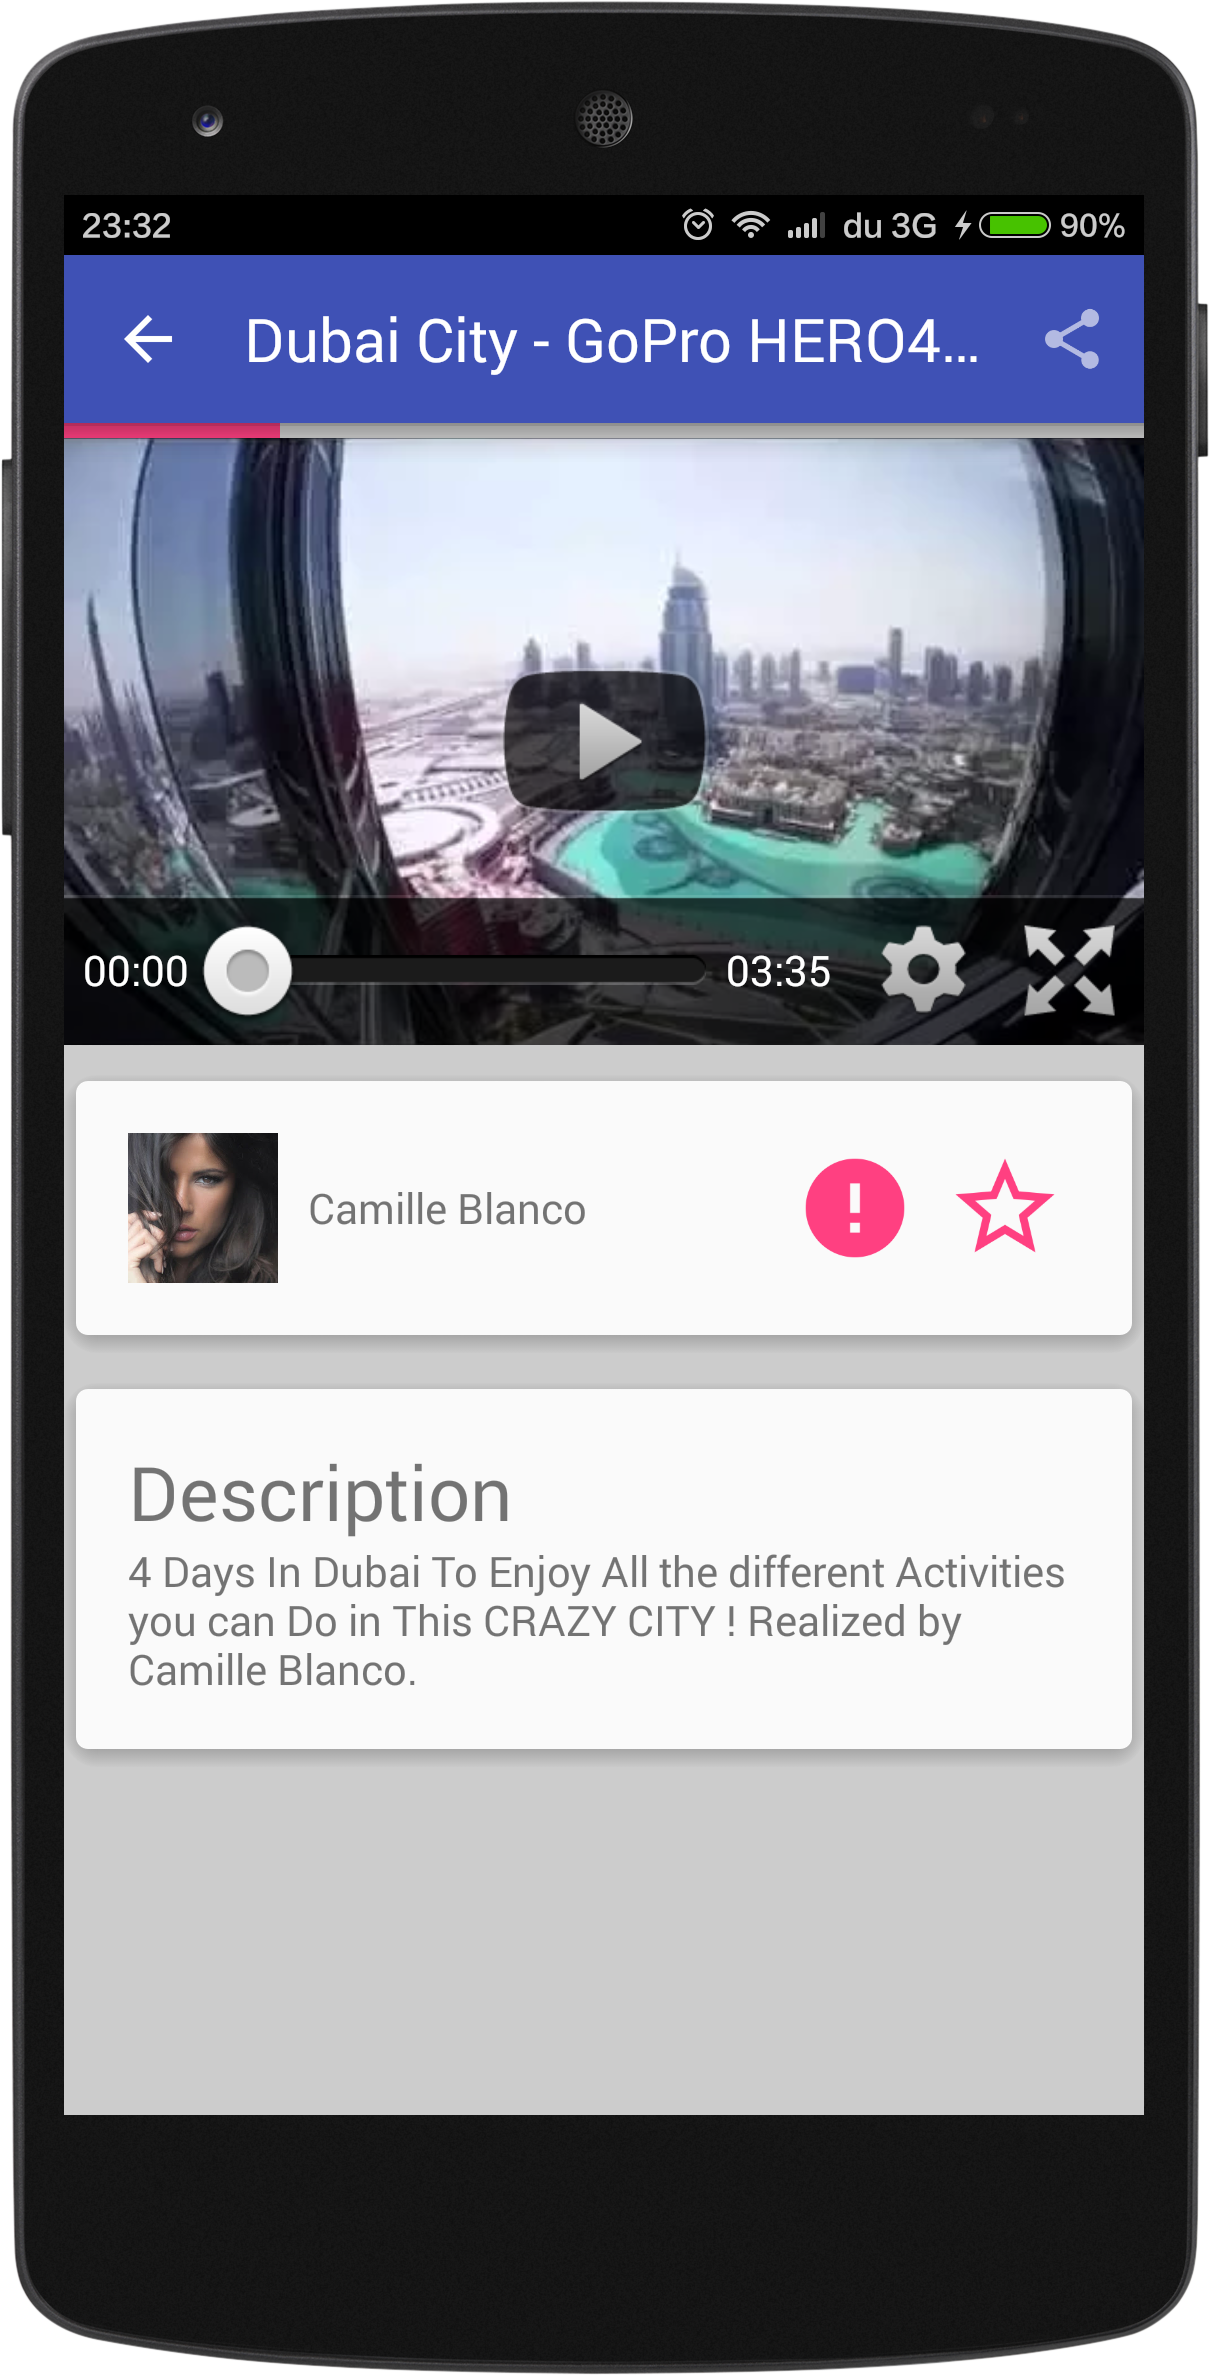 23:32 du 3G 90%
Dubai City - GoPro HERO4...
00:00 03:35
Camille Blanco
Description
4 Days In Dubai To Enjoy All the different Activities
you can Do in This CRAZY CITY ! Realized by
Camille Blanco.